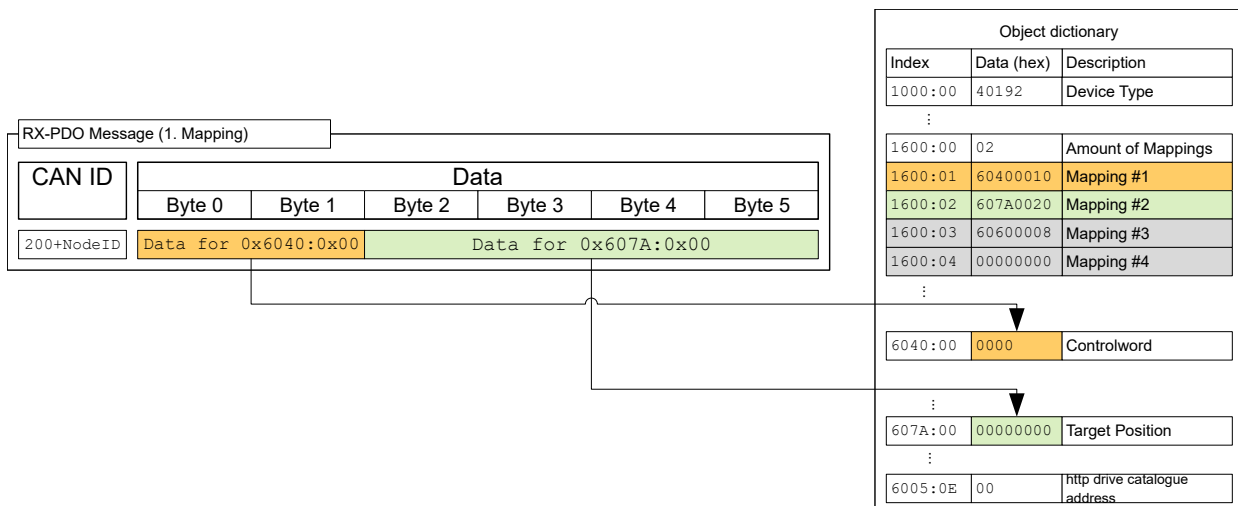 RX-PDO Message (1. Mapping)
CAN ID
Data
Byte 0 Byte 1 Byte 2 Byte 3 Byte 4 Byte 5
200+NodeID Data for 0x6040:0x00 Data for 0x607A:0x00
Object dictionary
Index Data (hex) Description
1000:00 40192 Device Type
⋮
1600:00 02 Amount of Mappings
1600:01 60400010 Mapping #1
1600:02 607A0020 Mapping #2
1600:03 60600008 Mapping #3
1600:04 00000000 Mapping #4
⋮
6040:00 0000 Controlword
⋮
607A:00 00000000 Target Position
⋮
6005:0E 00 http drive catalogue
address